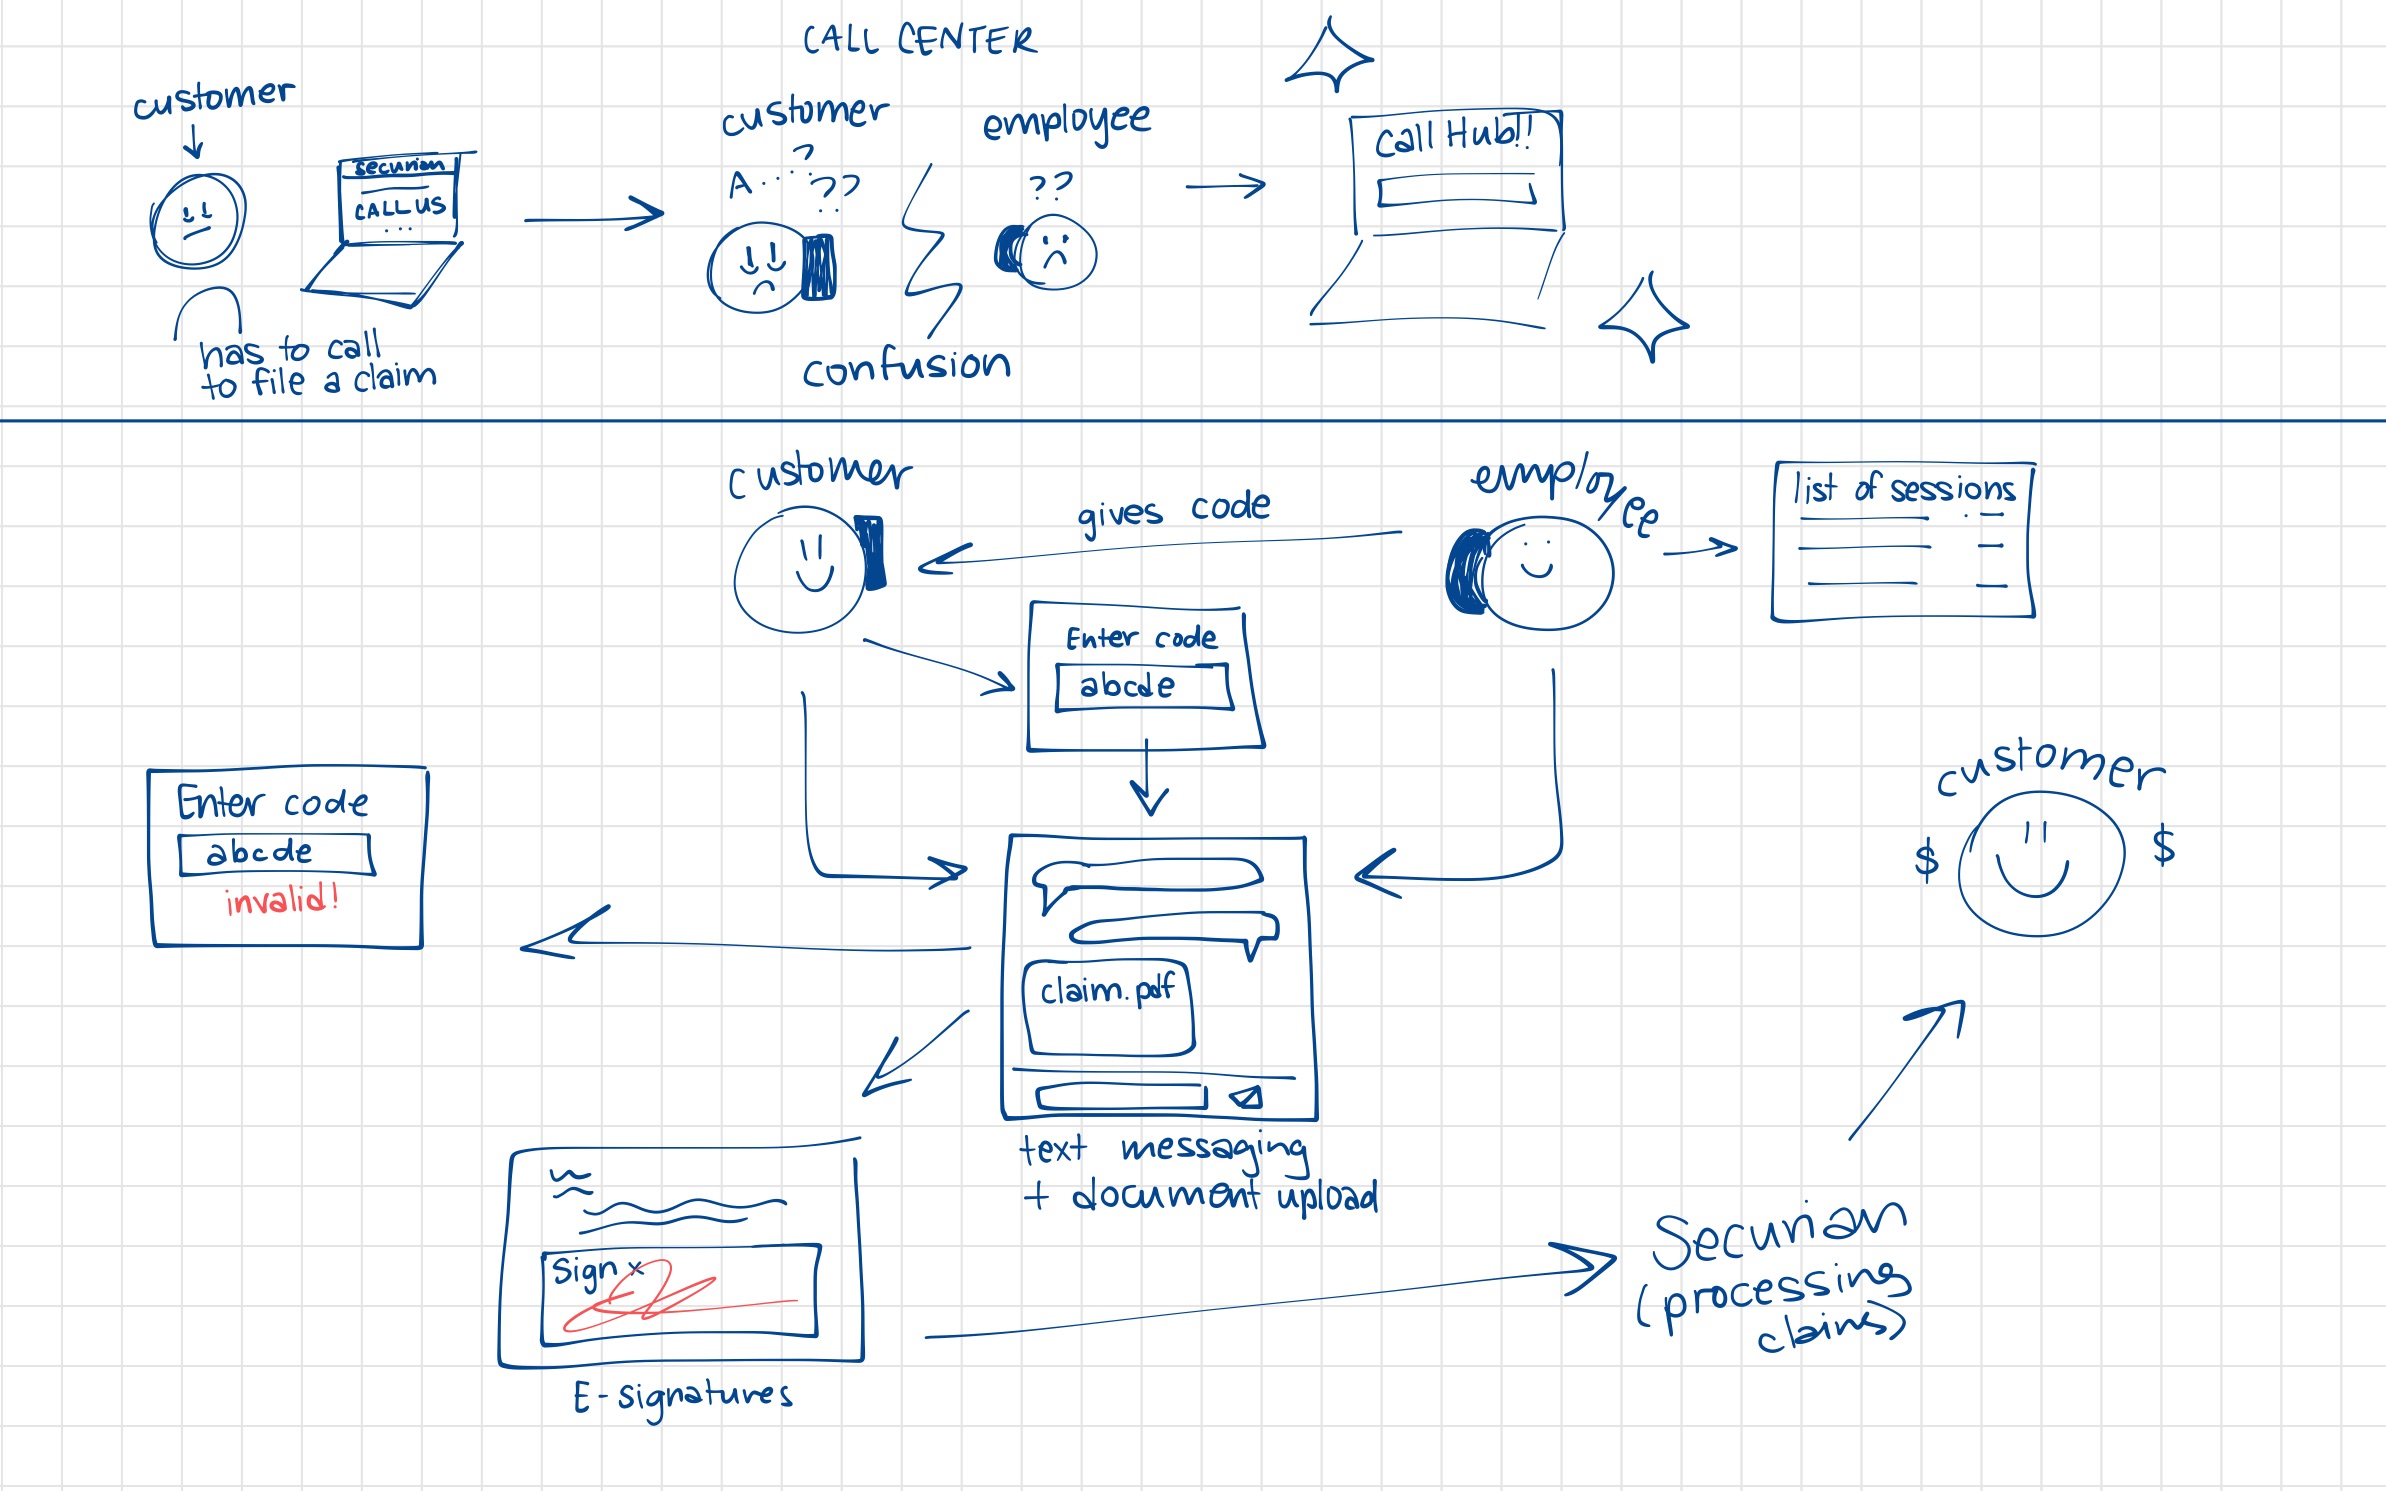 CALL CENTER
customer
securian
CALL US
...
has to call
to file a claim
customer
?
A.... ??
employee
??
confusion
Call Hub!!
customer
gives code
employee
list of sessions
Enter code
abcde
Enter code
abcde
invalid!
claim.pdf
text messaging
+ document upload
Sign x
E-signatures
Securian
(processing
claims)
customer
$ $